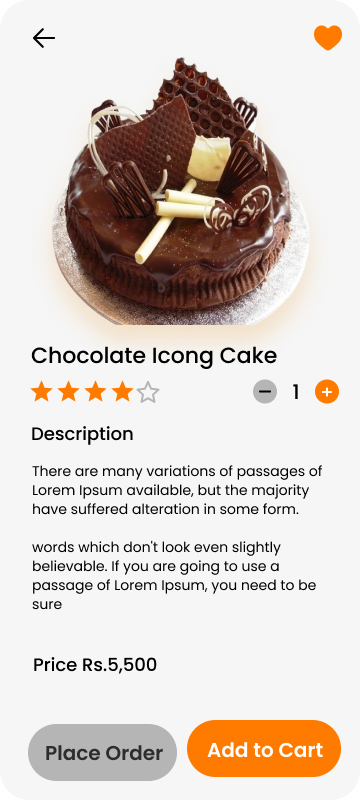 Chocolate Icong Cake
1
Description
There are many variations of passages of
Lorem Ipsum available, but the majority
have suffered alteration in some form.
words which don't look even slightly
believable. If you are going to use a
passage of Lorem Ipsum, you need to be
sure
Price Rs.5,500
Place Order
Add to Cart